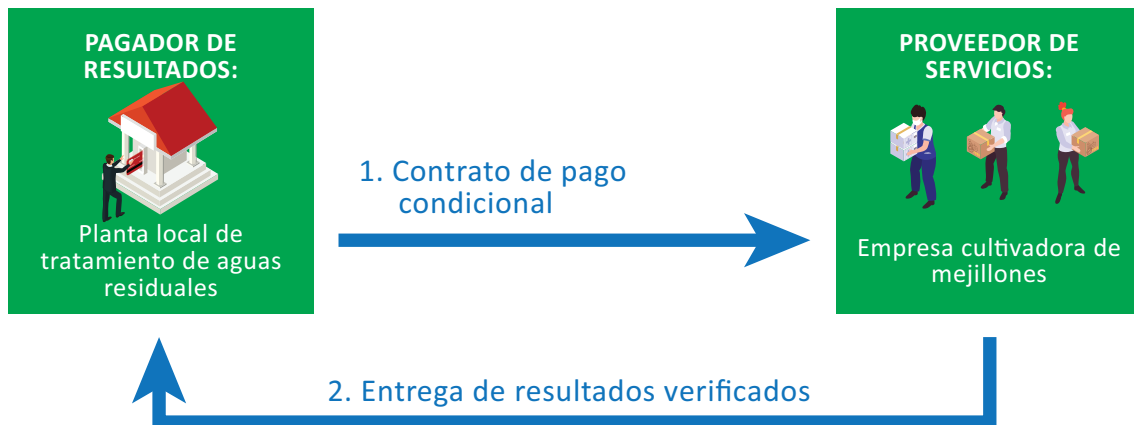 PAGADOR DE
RESULTADOS:
Planta local de
tratamiento de aguas
residuales
1. Contrato de pago
condicional
PROVEEDOR DE
SERVICIOS:
Empresa cultivadora de
mejillones
2. Entrega de resultados verificados